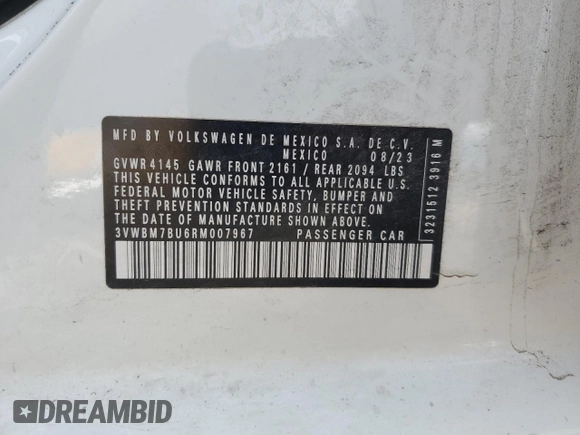 MFD BY VOLKSWAGEN DE MEXICO S.A. DE C.V.
MEXICO 08/23
GVWR 4145 GAWR FRONT 2161 / REAR 2094 LBS
THIS VEHICLE CONFORMS TO ALL APPLICABLE U.S.
FEDERAL MOTOR VEHICLE SAFETY, BUMPER AND
THEFT PREVENTION STANDARDS IN EFFECT ON
THE DATE OF MANUFACTURE SHOWN ABOVE.
3VWBM7BU6RM007967 PASSENGER CAR
3231512 3916 M
DREAMBID